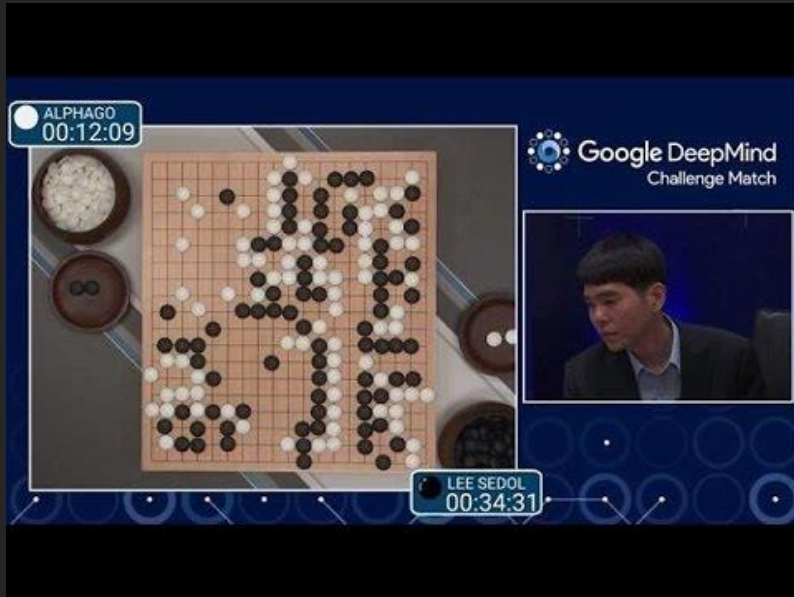 ALPHAGO
00:12:09
Google DeepMind
Challenge Match
LEE SEDOL
00:34:31